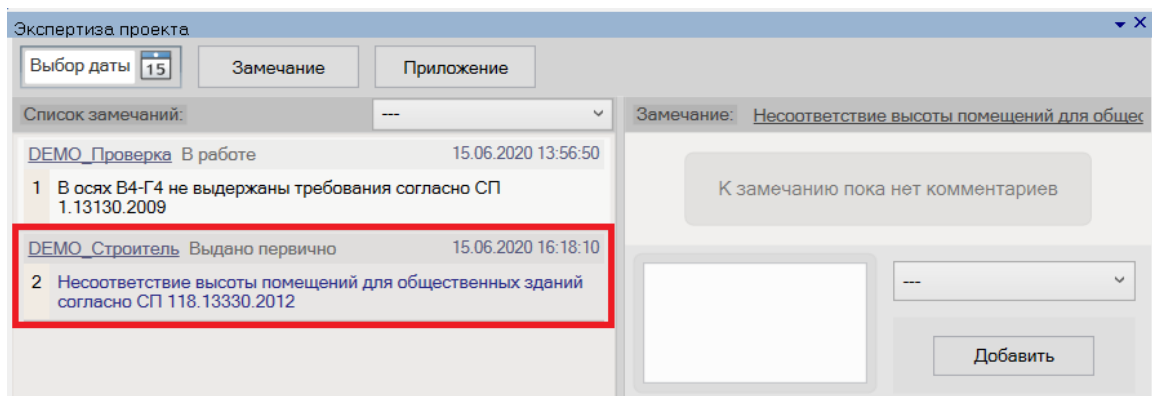 Экспертиза проекта
Выбор даты 15 Замечание Приложение
Список замечаний: --- Замечание: Несоответствие высоты помещений для общес
DEMO_Проверка В работе 15.06.2020 13:56:50
1 В осях В4-Г4 не выдержаны требования согласно СП
1.13130.2009
К замечанию пока нет комментариев
DEMO_Строитель Выдано первично 15.06.2020 16:18:10
2 Несоответствие высоты помещений для общественных зданий
согласно СП 118.13330.2012
---
Добавить